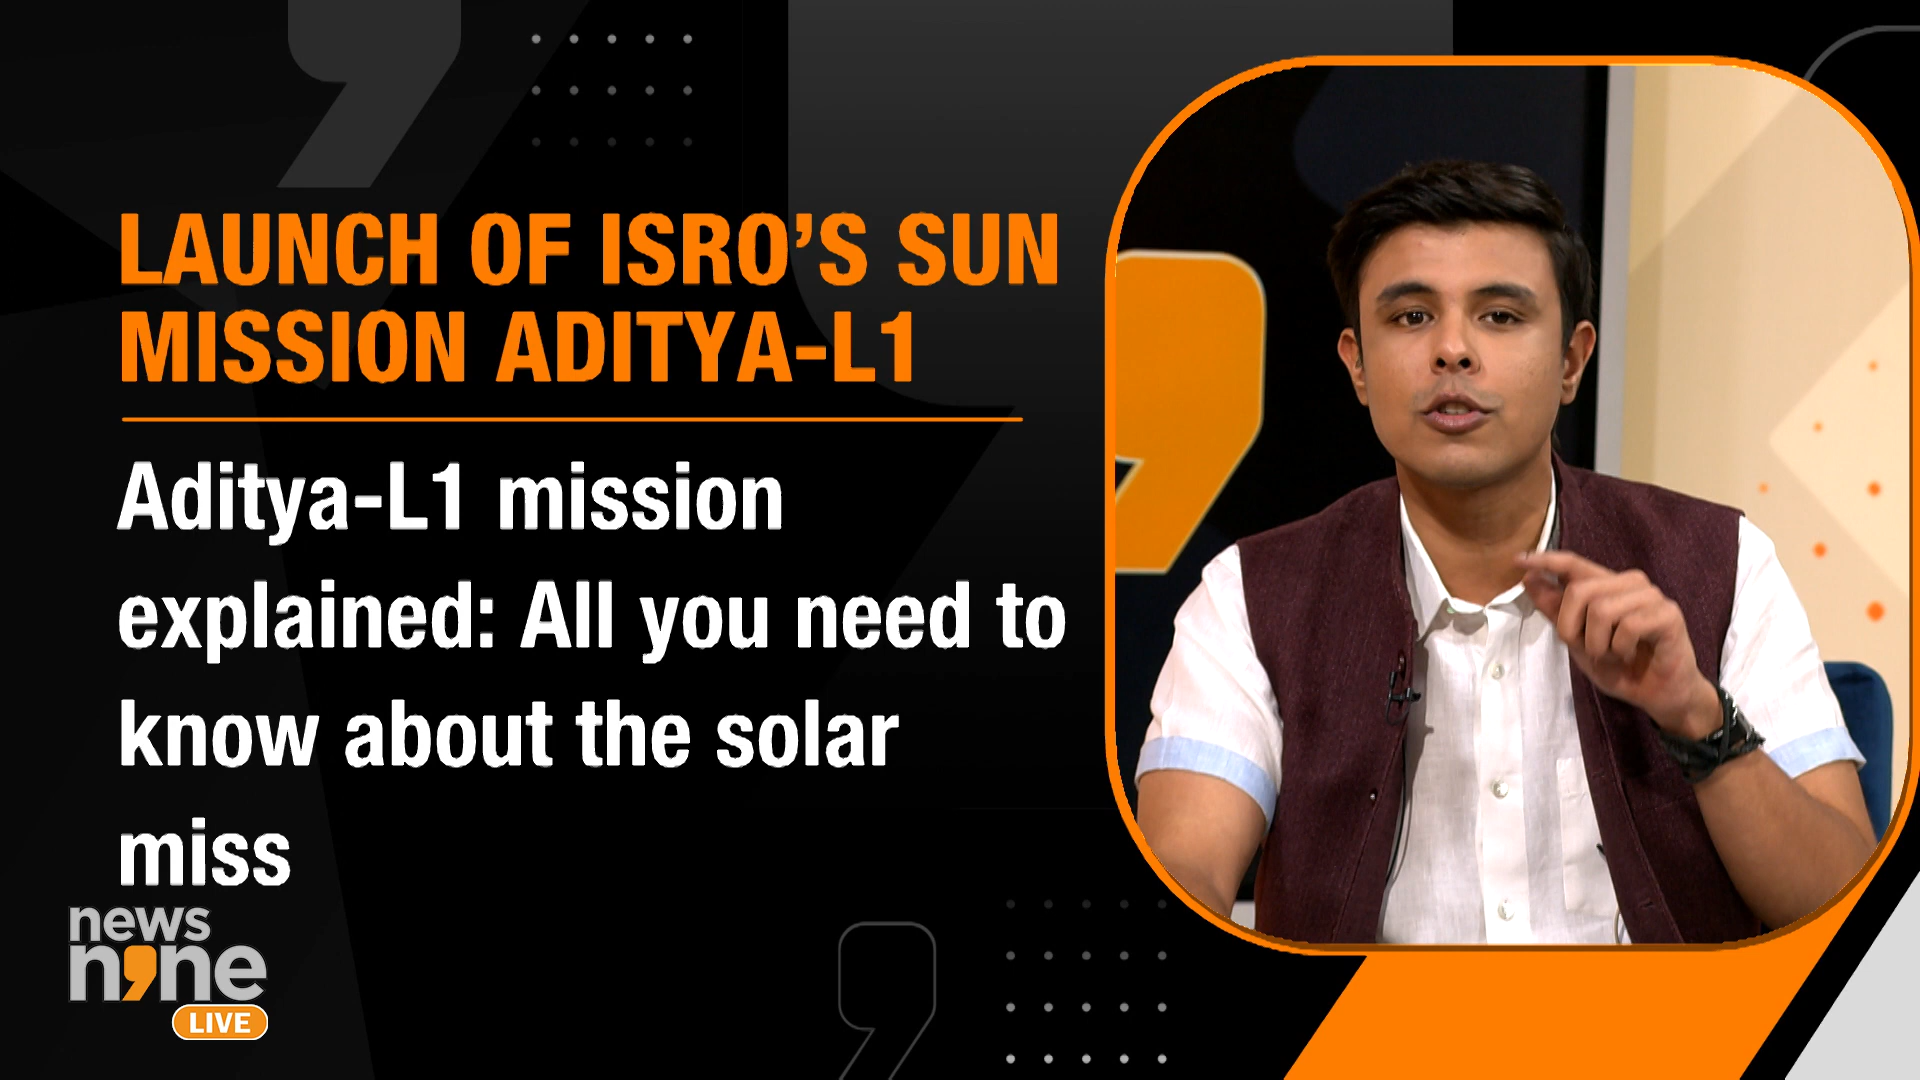 LAUNCH OF ISRO’S SUN
MISSION ADITYA-L1
Aditya-L1 mission
explained: All you need to
know about the solar
miss
news
n9ne
LIVE